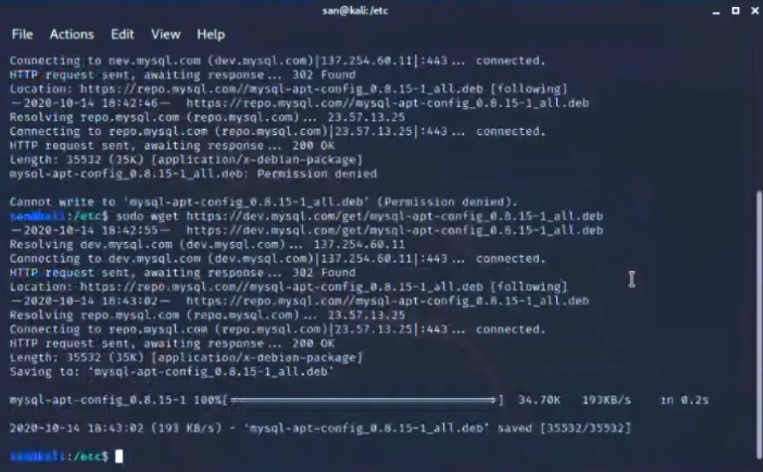 san@kali: /etc
File Actions Edit View Help
Connecting to nev.mysql.com (dev.mysql.com)|137.254.60.11|:443... connected.
HTTP request sent, awaiting response... 302 Found
Location: https://repo.mysql.com//mysql-apt-config_0.8.15-1_all.deb [following]
--2020-10-14 18:42:46-- https://repo.mysql.com//mysql-apt-config_0.8.15-1_all.deb
Resolving repo.mysql.com (repo.mysql.com)... 23.57.13.25
Connecting to repo.mysql.com (repo.mysql.com)|23.57.13.25|:443... connected.
HTTP request sent, awaiting response... 200 OK
Length: 35532 (35K) [application/x-debian-package]
mysol-apt-config_0.8.15-1_all.deb: Permission denied
Cannot write to 'mysql-apt-config_0.8.15-1_all.deb' (Permission denied).
san@kali:/etc$ sudo wget https://dev.mysql.com/get/mysql-apt-config_0.8.15-1_all.deb
--2020-10-14 18:42:55-- https://dev.mysql.com/get/mysql-apt-config_0.8.15-1_all.deb
Resolving dev.mysql.com (dev.mysql.com)... 137.254.60.11
Connecting to dev.mysql.com (dev.mysql.com)|137.254.60.11|:443... connected.
HTTP request sent, awaiting response... 302 Found
Location: https://repo.mysql.com//mysql-apt-config_0.8.15-1_all.deb [following]
--2020-10-14 18:43:02-- https://repo.mysql.com//mysql-apt-config_0.8.15-1_all.deb
Resolving repo.mysql.com (repo.mysql.com)... 23.57.13.25
Connecting to repo.mysql.com (repo.mysql.com)|23.57.13.25|:443... connected.
HTTP request sent, awaiting response... 200 OK
Length: 35532 (35K) [application/x-debian-package]
Saving to: 'mysql-apt-config_0.8.15-1_all.deb'
mysql-apt-config_0.8.15-1 100%[===================>] 34.70K 193KB/s in 0.2s
2020-10-14 18:43:02 (193 KB/s) - 'mysql-apt-config_0.8.15-1_all.deb' saved [35532/35532]
san@kali:/etc$